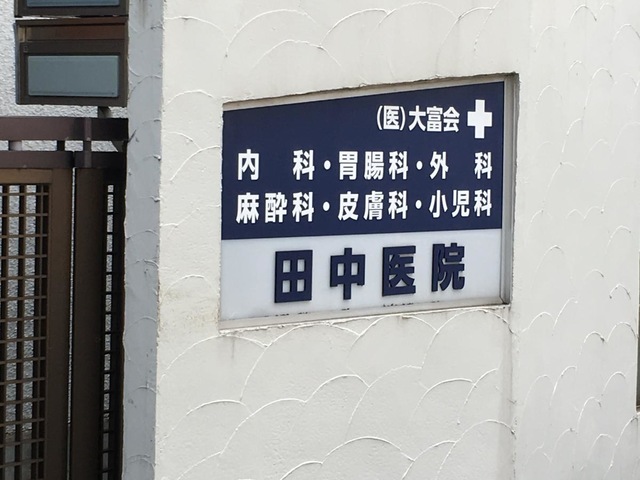 (医)大富会
内科・胃腸科・外科
麻酔科・皮膚科・小児科
田中医院